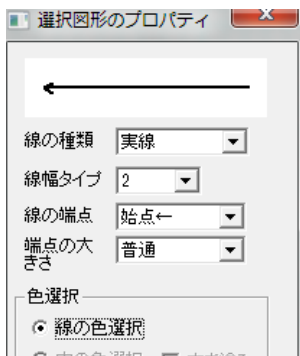 選択図形のプロパティ
線の種類 実線
線幅タイプ 2
線の端点 始点←
端点の大きさ 普通
色選択
線の色選択